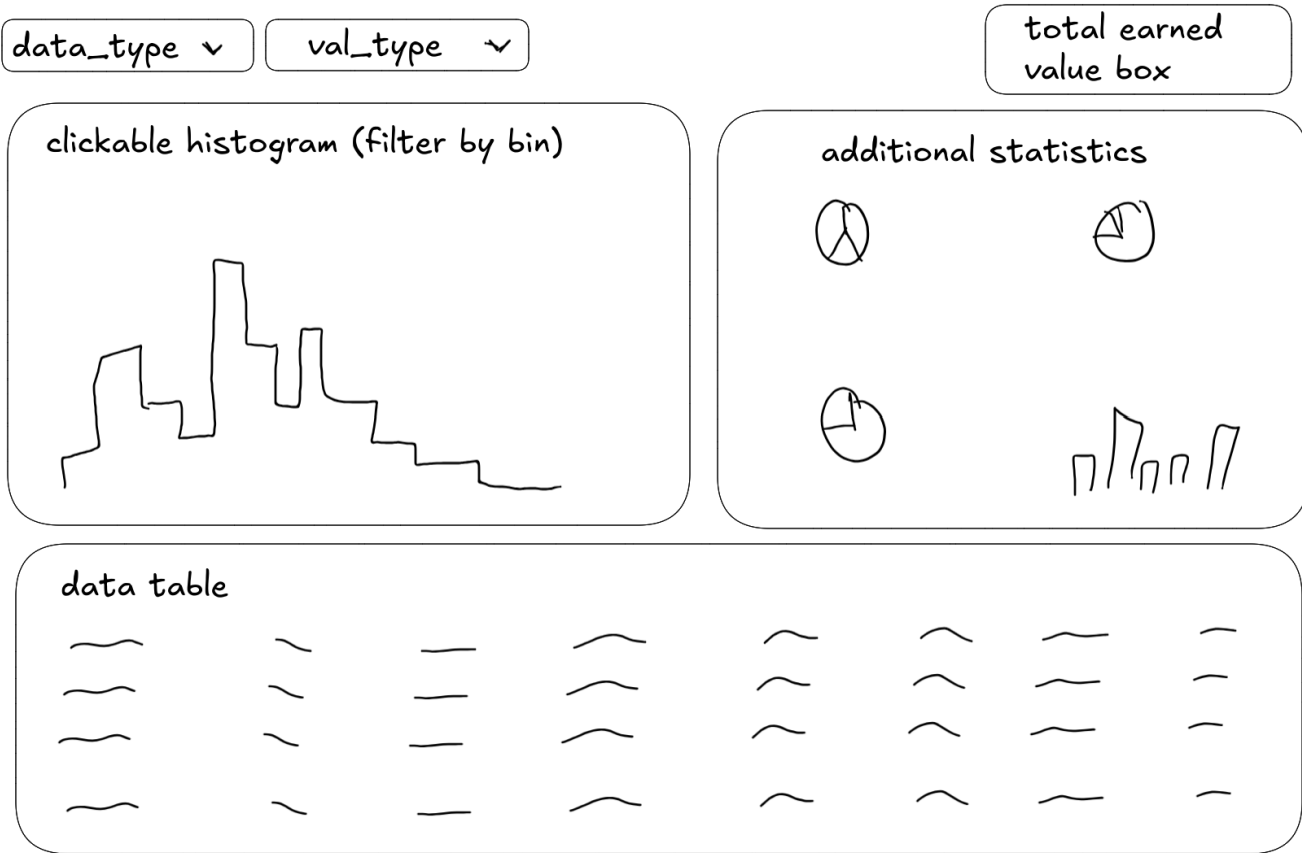 data_type
val_type
total earned
value box
clickable histogram (filter by bin)
additional statistics
data table